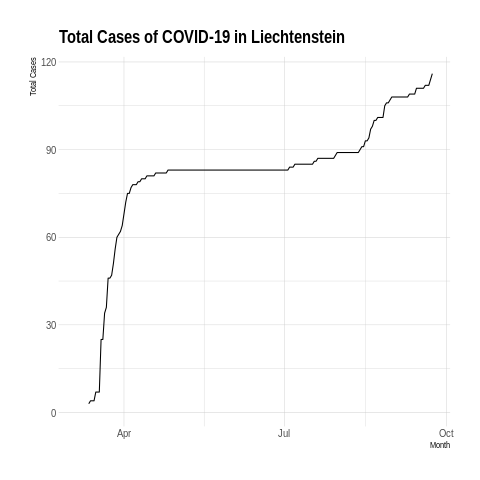 Total Cases of COVID-19 in Liechtenstein
Total Cases
120
90
60
30
0
Apr
Jul
Oct
Month